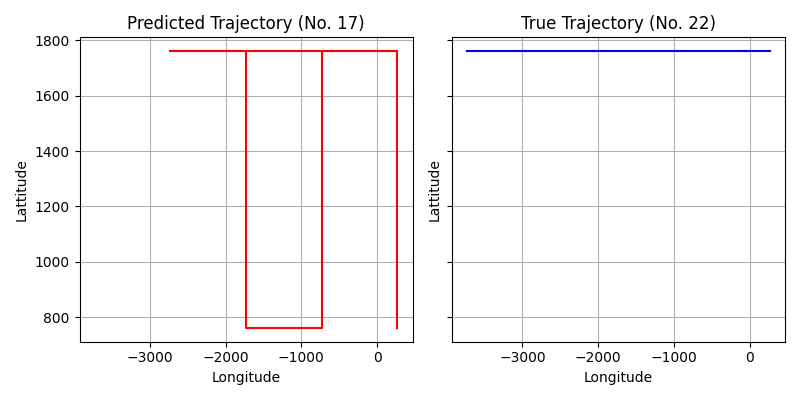 Predicted Trajectory (No. 17)
True Trajectory (No. 22)
1800
1600
1400
1200
1000
800
Lattitude
Lattitude
−3000
−2000
−1000
0
−3000
−2000
−1000
0
Longitude
Longitude